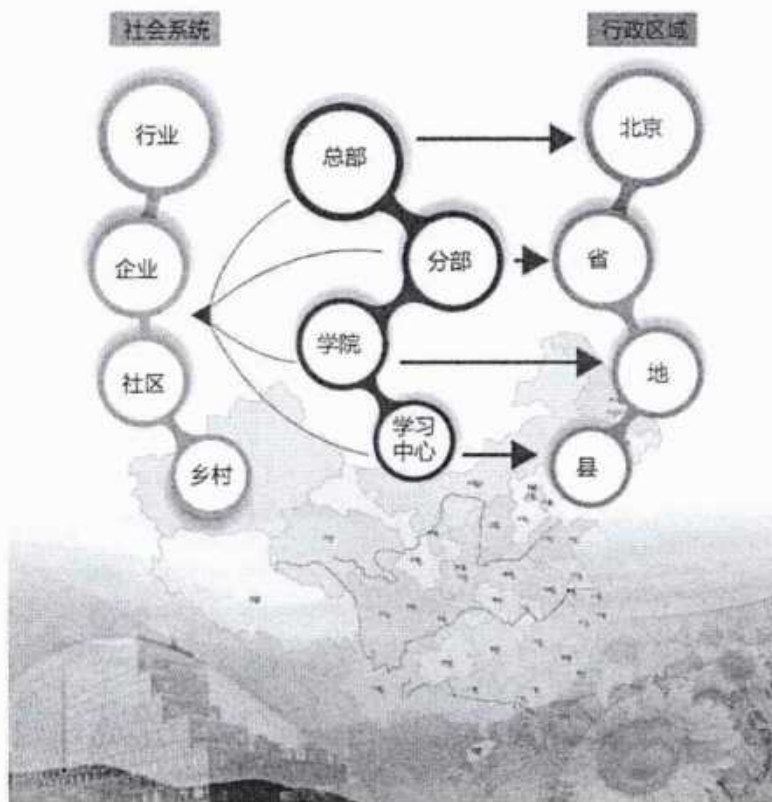 社会系统
行政区域
行业
总部
北京
企业
分部
省
学院
社区
地
学习
中心
乡村
县